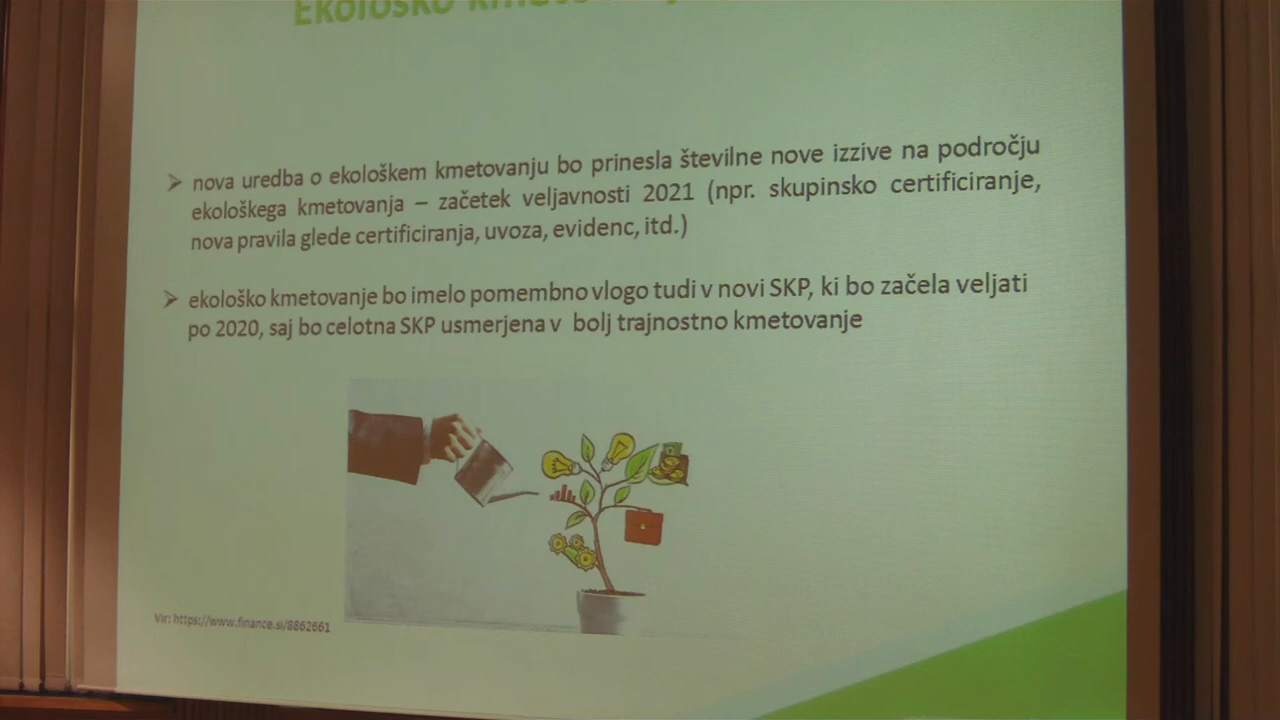 Ekološko
nova uredba o ekološkem kmetovanju bo prinesla številne nove izzive na področju
ekološkega kmetovanja – začetek veljavnosti 2021 (npr. skupinsko certificiranje,
nova pravila glede certificiranja, uvoza, evidenc, itd.)
ekološko kmetovanje bo imelo pomembno vlogo tudi v novi SKP, ki bo začela veljati
po 2020, saj bo celotna SKP usmerjena v bolj trajnostno kmetovanje
Vir: https://www.finance.si/8862661